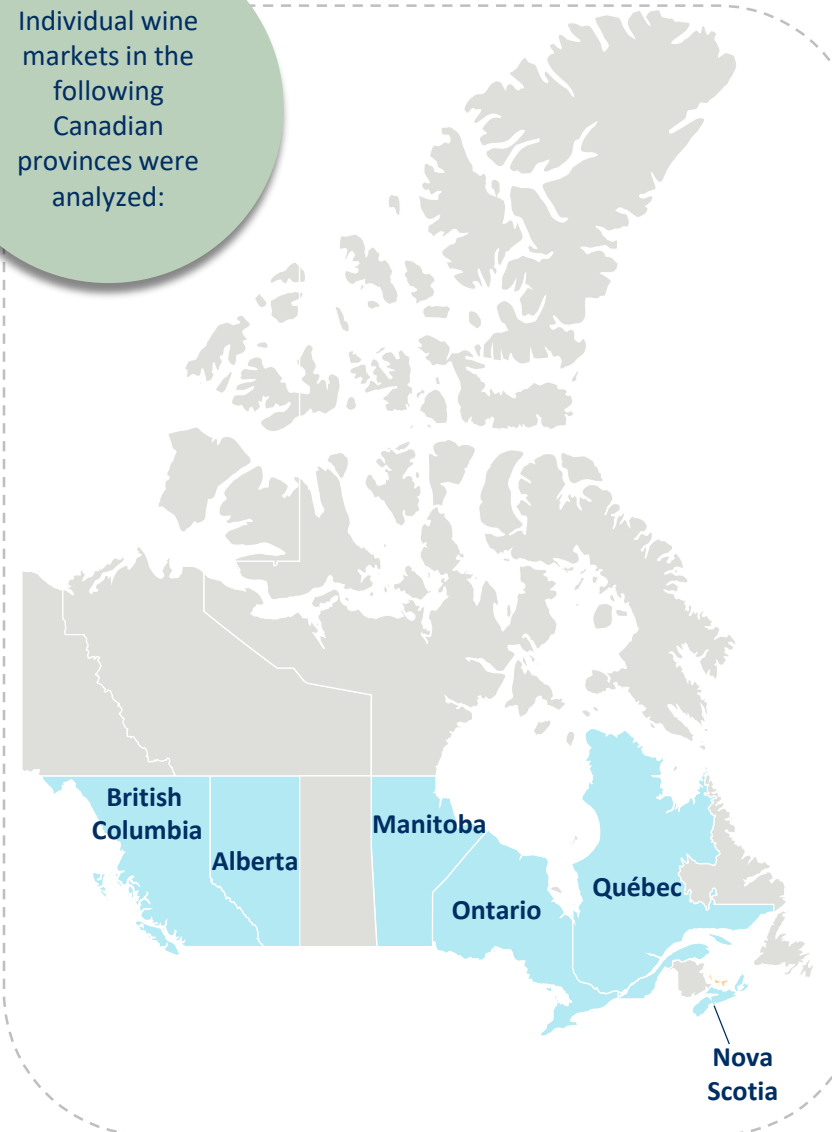 Individual wine
markets in the
following
Canadian
provinces were
analyzed:
British
Columbia
Alberta
Manitoba
Ontario
Québec
Nova
Scotia